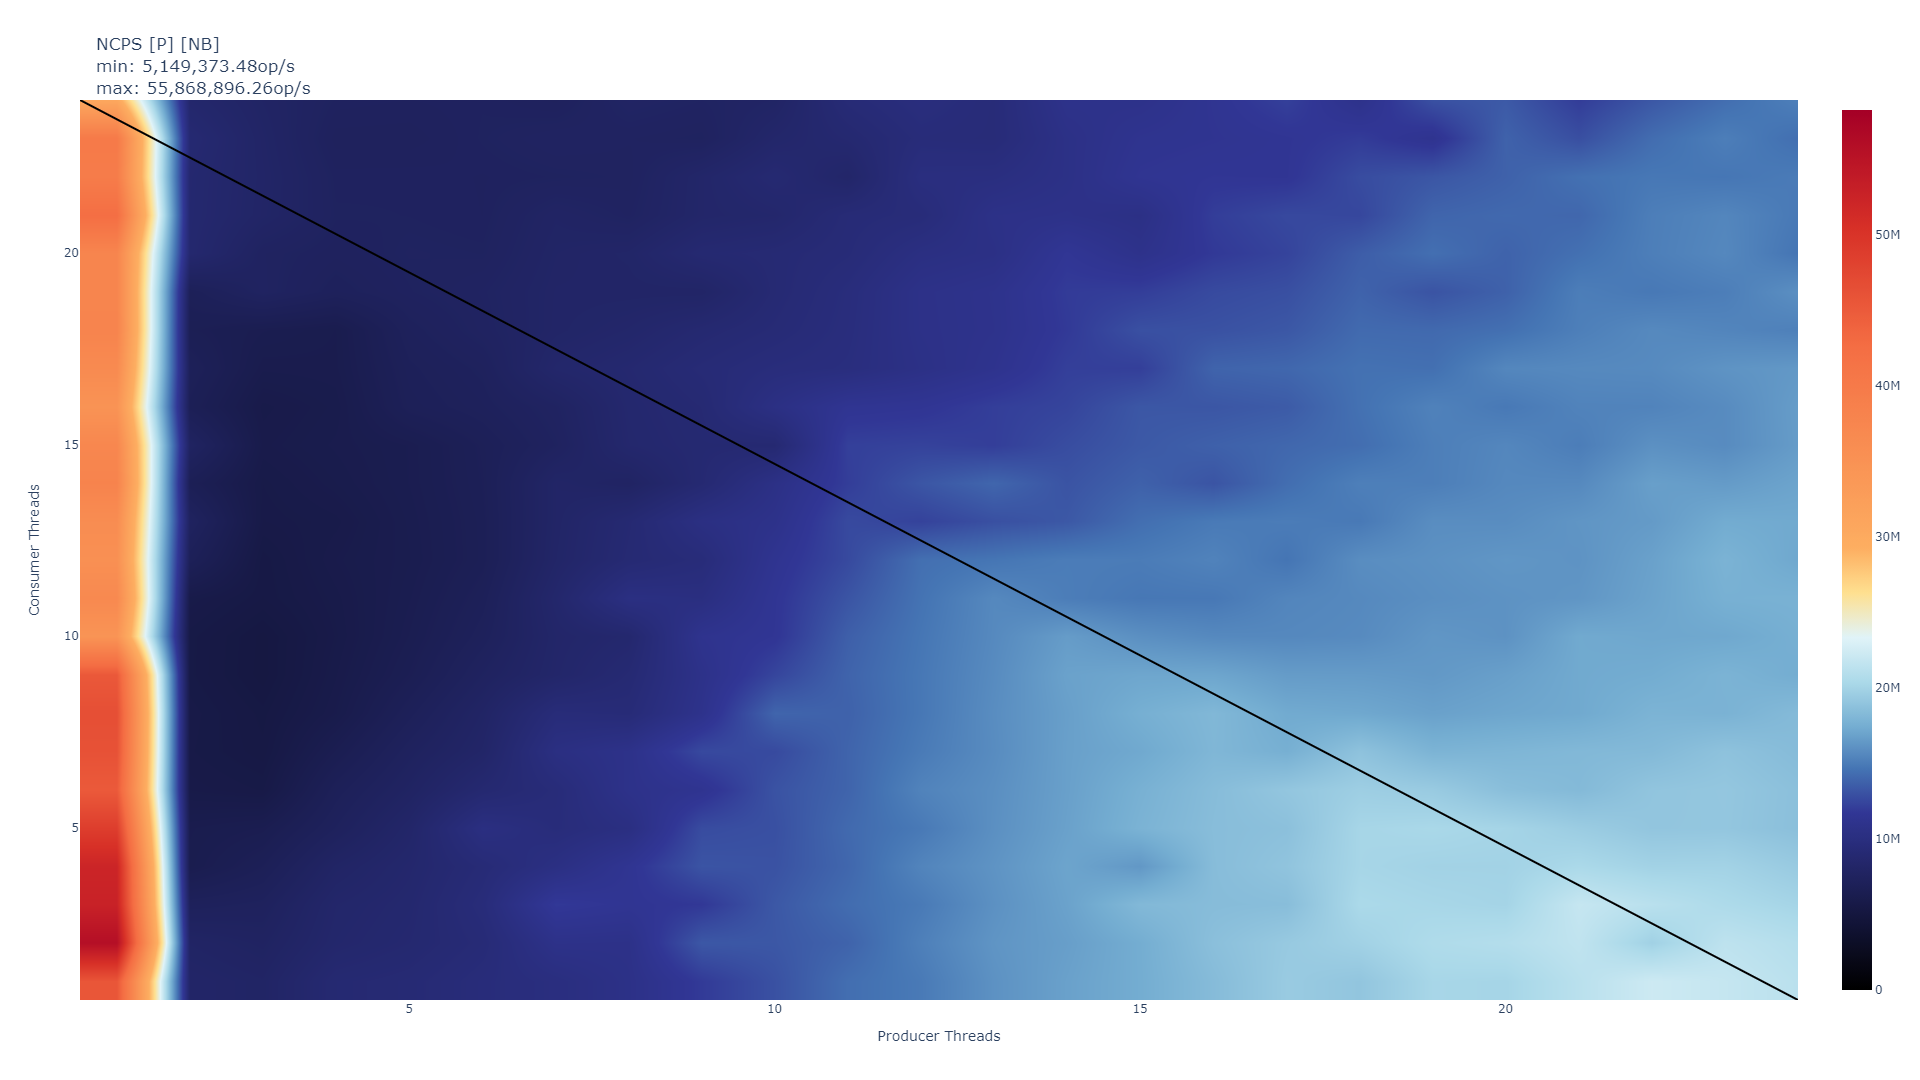 NCPS [P] [NB]
min: 5,149,373.48op/s
max: 55,868,896.26op/s
20
15
10
5
Consumer Threads
5
10
15
20
Producer Threads
50M
40M
30M
20M
10M
0